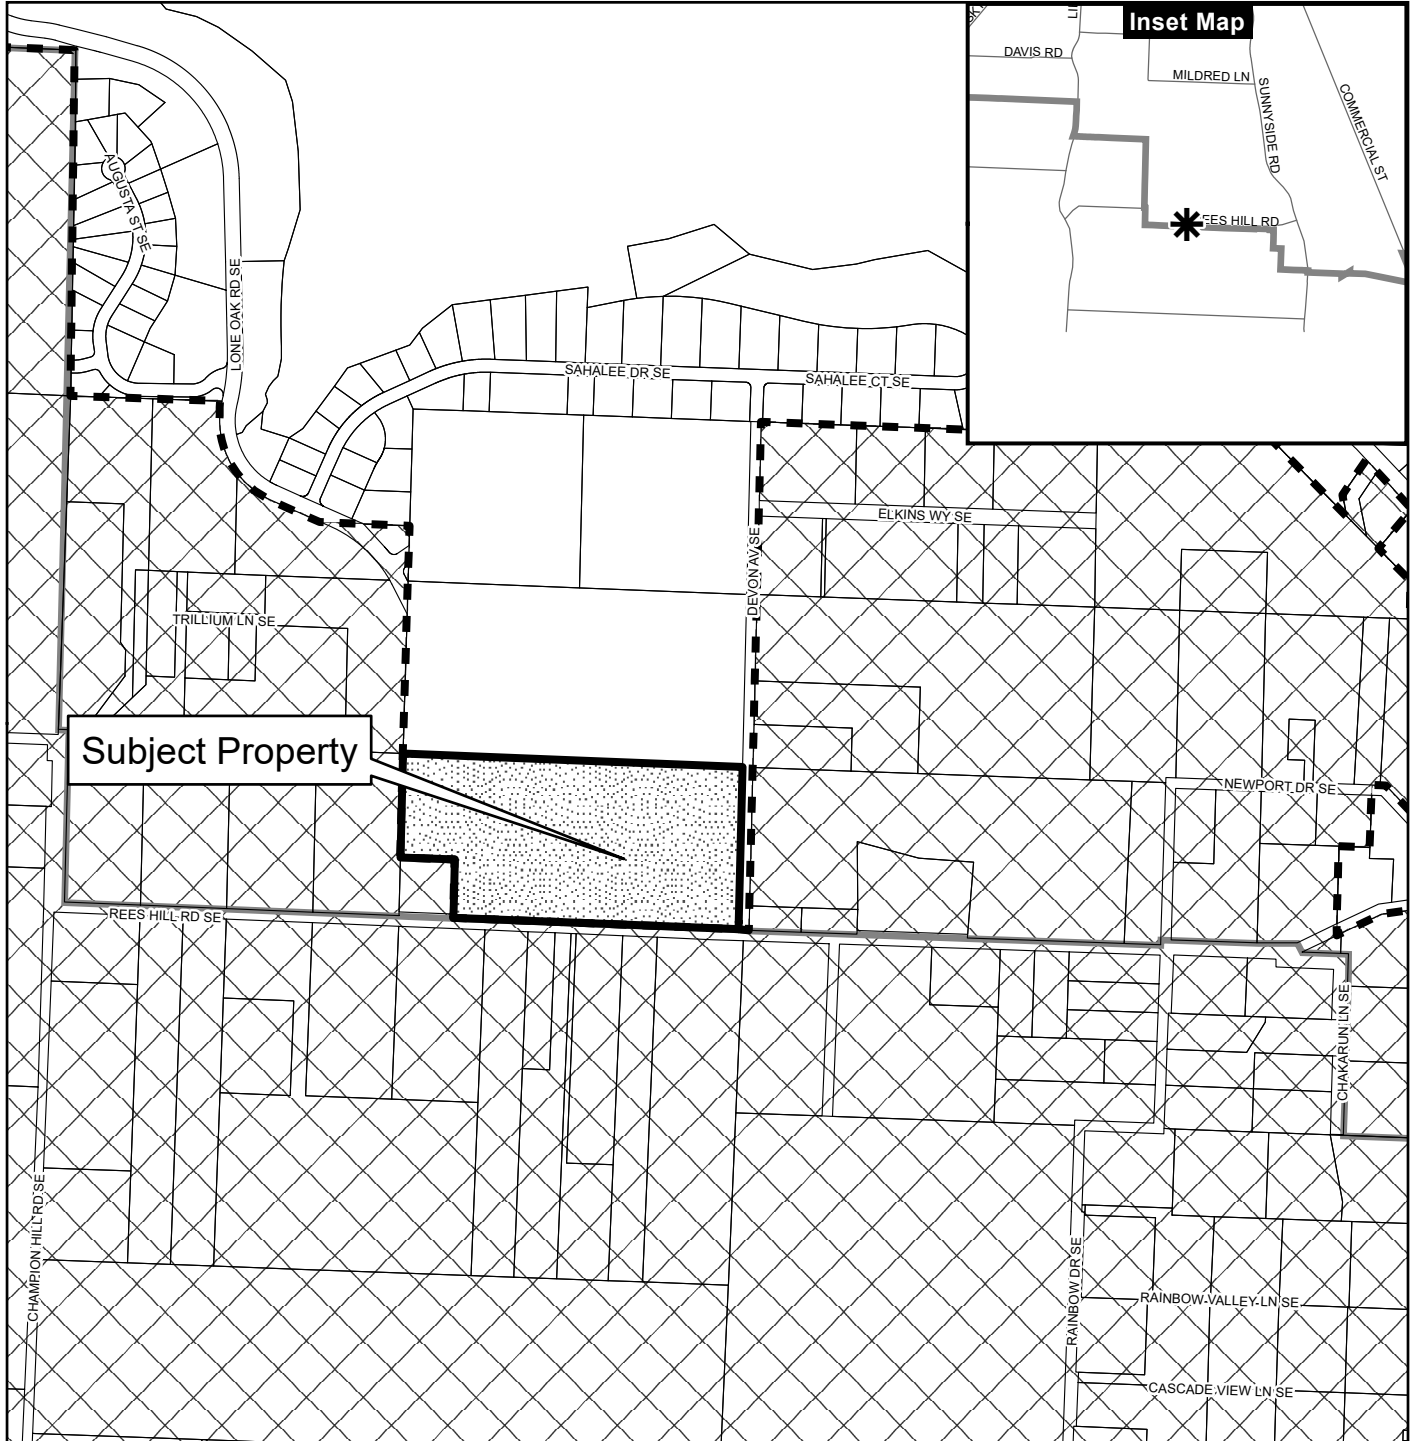 Inset Map
DAVIS RD
MILDRED LN
SUNNYSIDE RD
COMMERCIAL ST
EES HILL RD
AUGUSTA ST SE
LONE OAK RD SE
SAHALEE DR SE
SAHALEE CT SE
ELKINS WY SE
DEVON AV SE
TRILLIUM LN SE
Subject Property
NEWPORT DR SE
REES HILL RD SE
CHAKARUN LN SE
CHAMPION HILL RD SE
RAINBOW DR SE
RAINBOW VALLEY LN SE
CASCADE VIEW LN SE